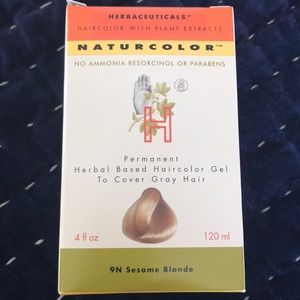 HERBACEUTICALS™
HAIRCOLOR WITH PLANT EXTRACTS
NATURCOLOR™
NO AMMONIA RESORCINOL OR PARABENS
H
Permanent
Herbal Based Haircolor Gel
To Cover Gray Hair
4 fl oz 120 ml
9N Sesame Blonde